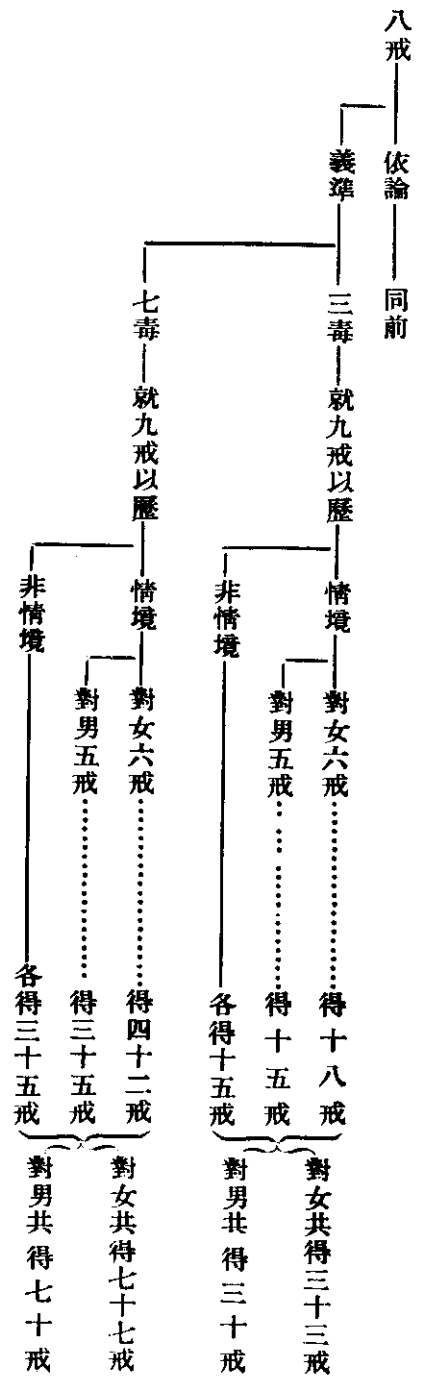 八戒
依論
同前
義準
三毒
就九戒以歷
情境
對女六戒
得十八戒
對男五戒
得十五戒
非情境
各得十五戒
對女共得三十三戒
對男共得三十戒
七毒
就九戒以歷
情境
對女六戒
得四十二戒
對男五戒
得三十五戒
非情境
各得三十五戒
對女共得七十七戒
對男共得七十戒